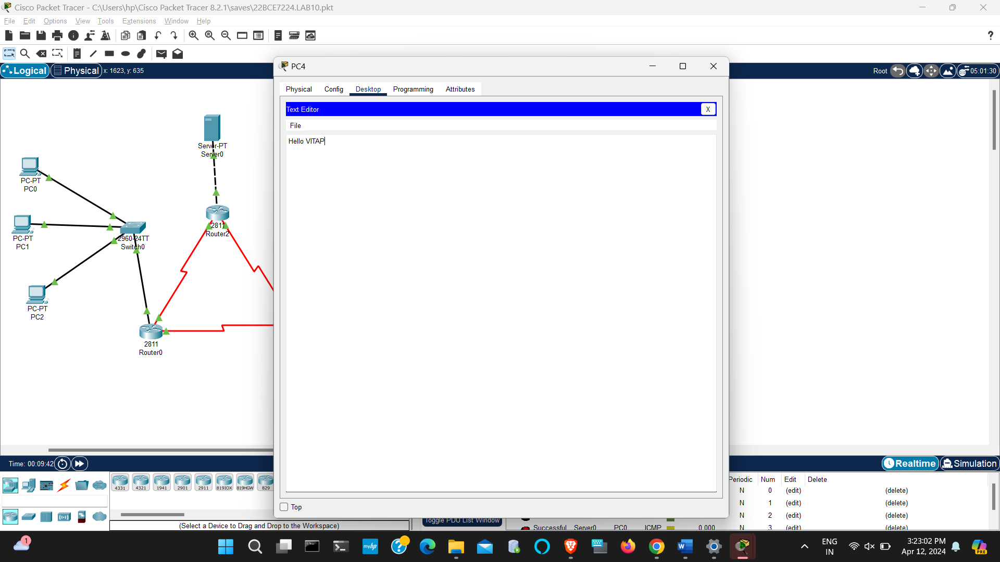 Cisco Packet Tracer - C:\Users\hp\Cisco Packet Tracer 8.2.1\saves\22BCE7224.LAB10.pkt
File Edit Options View Tools Extensions Window Help
?
Logical Physical x: 1623, y: 635
Root 05:01:30
PC4
Physical Config Desktop Programming Attributes
Text Editor X
File
Hello VITAP
Server-PT
Server0
PC-PT
PC0
2811
Router2
PC-PT
PC1
2960-24TT
Switch0
PC-PT
PC2
2811
Router0
Top
Time: 00:09:42
Realtime Simulation
4331 4321 1941 2901 2911 819IOX 819HGW 829
(Select a Device to Drag and Drop to the Workspace)
Toggle PDU List Window
Periodic Num Edit Delete
N 0 (edit) (delete)
N 1 (edit) (delete)
N 2 (edit) (delete)
Successful Server0 PC0 ICMP 0.000 N 3 (edit) (delete)
1
myhp
ENG
IN
3:23:02 PM
Apr 12, 2024
PRE